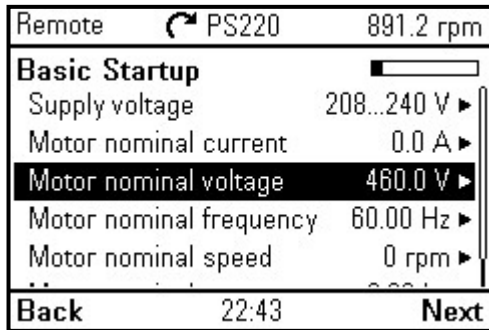 Remote PS220 891.2 rpm
Basic Startup
Supply voltage 208...240 V
Motor nominal current 0.0 A
Motor nominal voltage 460.0 V
Motor nominal frequency 60.00 Hz
Motor nominal speed 0 rpm
Back 22:43 Next